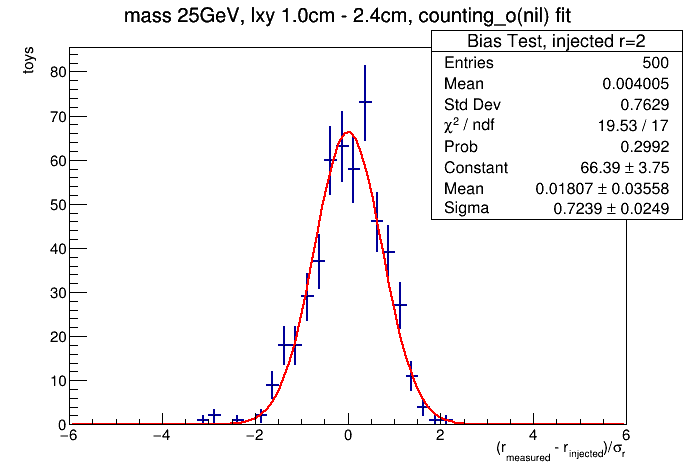 mass 25GeV, lxy 1.0cm - 2.4cm, counting_o(nil) fit
toys
Bias Test, injected r=2
Entries 500
Mean 0.004005
Std Dev 0.7629
χ² / ndf 19.53 / 17
Prob 0.2992
Constant 66.39 ± 3.75
Mean 0.01807 ± 0.03558
Sigma 0.7239 ± 0.0249
80
70
60
50
40
30
20
10
0
−6 −4 −2 0 2 4 6
(r_measured - r_injected)/σ_r